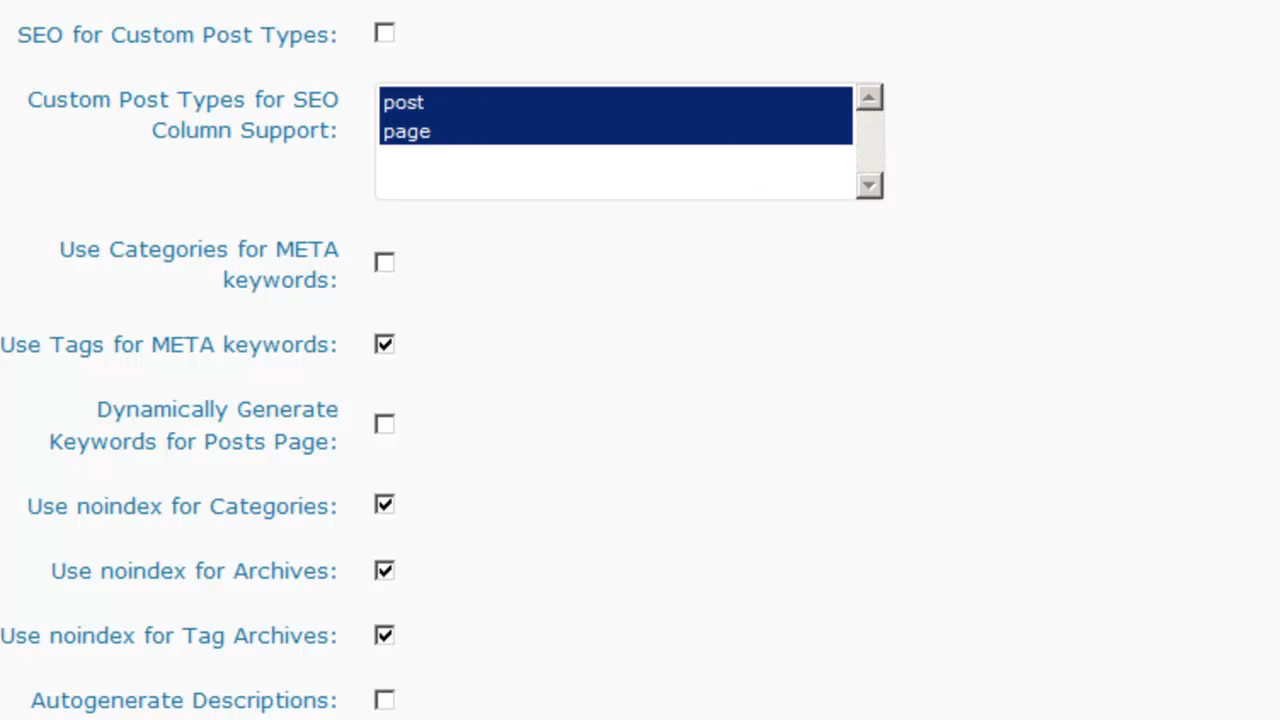 SEO for Custom Post Types:
Custom Post Types for SEO
Column Support:
post
page
Use Categories for META
keywords:
Use Tags for META keywords:
Dynamically Generate
Keywords for Posts Page:
Use noindex for Categories:
Use noindex for Archives:
Use noindex for Tag Archives:
Autogenerate Descriptions: